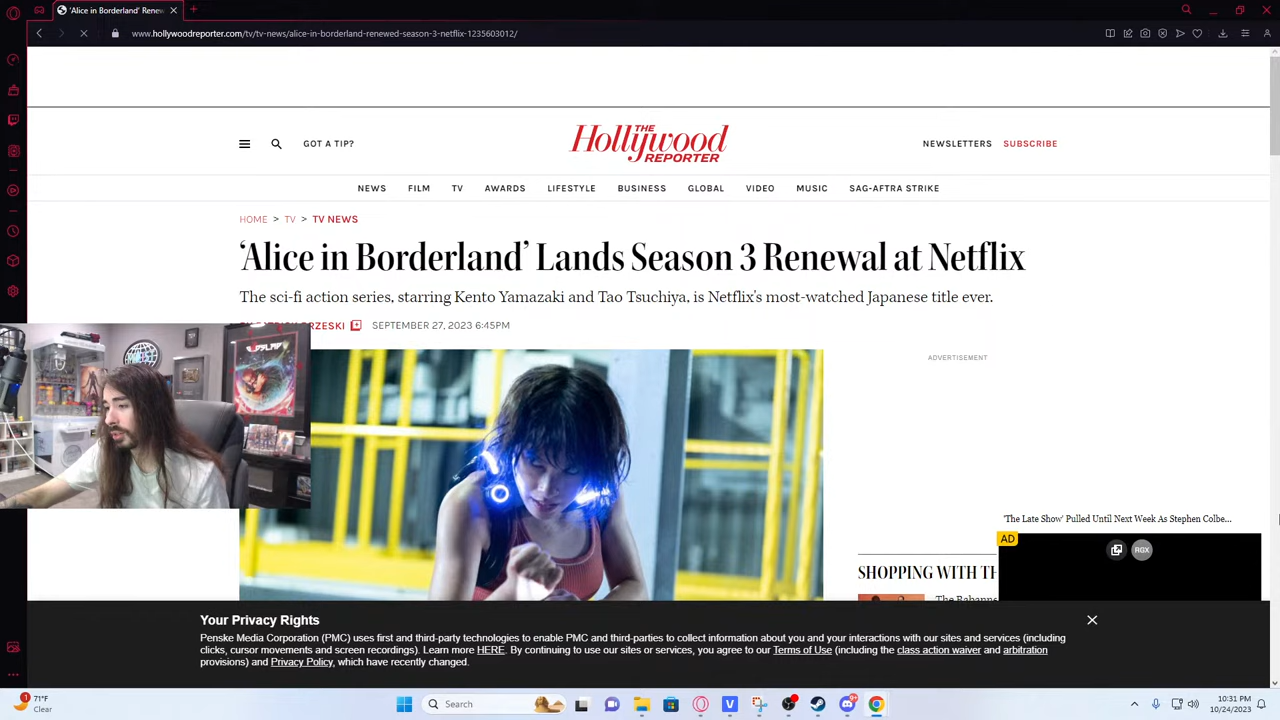 'Alice in Borderland' Ren
www.hollywoodreporter.com/tv/tv-news/alice-in-borderland-renewed-season-3-netflix-1235603012/
GOT A TIP?
THE
Hollywood
REPORTER
NEWSLETTERS SUBSCRIBE
NEWS FILM TV AWARDS LIFESTYLE BUSINESS GLOBAL VIDEO MUSIC SAG-AFTRA STRIKE
HOME > TV > TV NEWS
‘Alice in Borderland’ Lands Season 3 Renewal at Netflix
The sci-fi action series, starring Kento Yamazaki and Tao Tsuchiya, is Netflix's most-watched Japanese title ever.
SEPTEMBER 27, 2023 6:45PM
ADVERTISEMENT
'The Late Show' Pulled Until Next Week As Stephen Colbe...
AD
RGX
SHOPPING WITH
Your Privacy Rights
Penske Media Corporation (PMC) uses first and third-party technologies to enable PMC and third-parties to collect information about you and your interactions with our sites and services (including
clicks, cursor movements and screen recordings). Learn more HERE. By continuing to use our sites or services, you agree to our Terms of Use (including the class action waiver and arbitration
provisions) and Privacy Policy, which have recently changed.
1
71°F
Clear
Search
9+
10:31 PM
10/24/2023